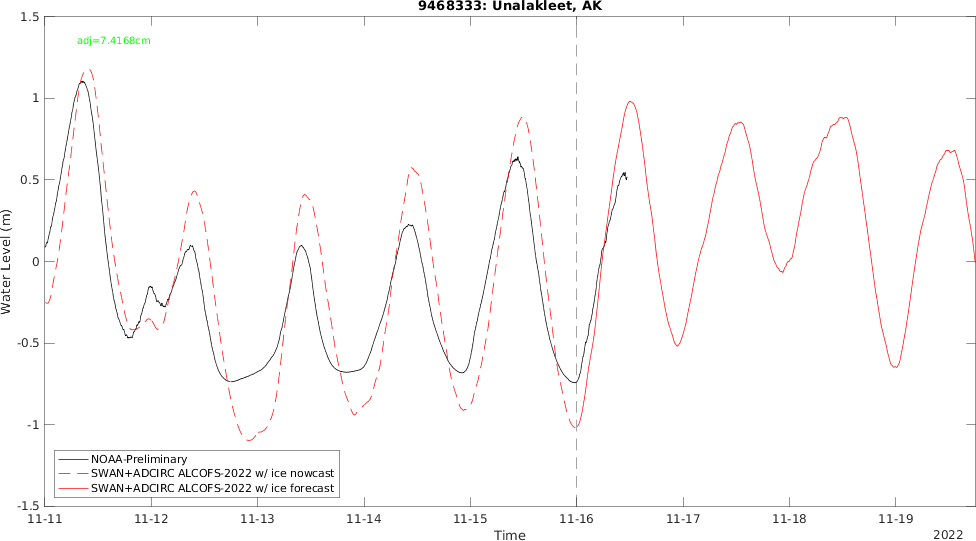 9468333: Unalakleet, AK
adj=7.4168cm
1.5
1
0.5
0
-0.5
-1
-1.5
Water Level (m)
NOAA-Preliminary
SWAN+ADCIRC ALCOFS-2022 w/ ice nowcast
SWAN+ADCIRC ALCOFS-2022 w/ ice forecast
11-11 11-12 11-13 11-14 11-15 11-16 11-17 11-18 11-19
Time
2022